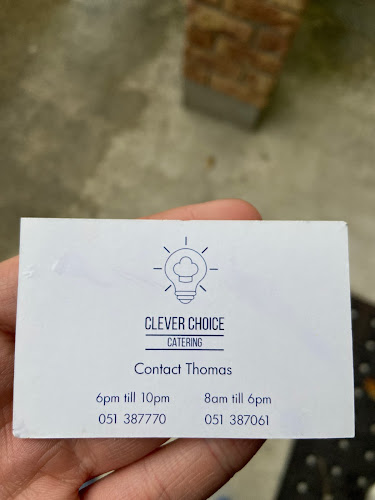 CLEVER CHOICE
CATERING
Contact Thomas
6pm till 10pm 8am till 6pm
051 387770 051 387061